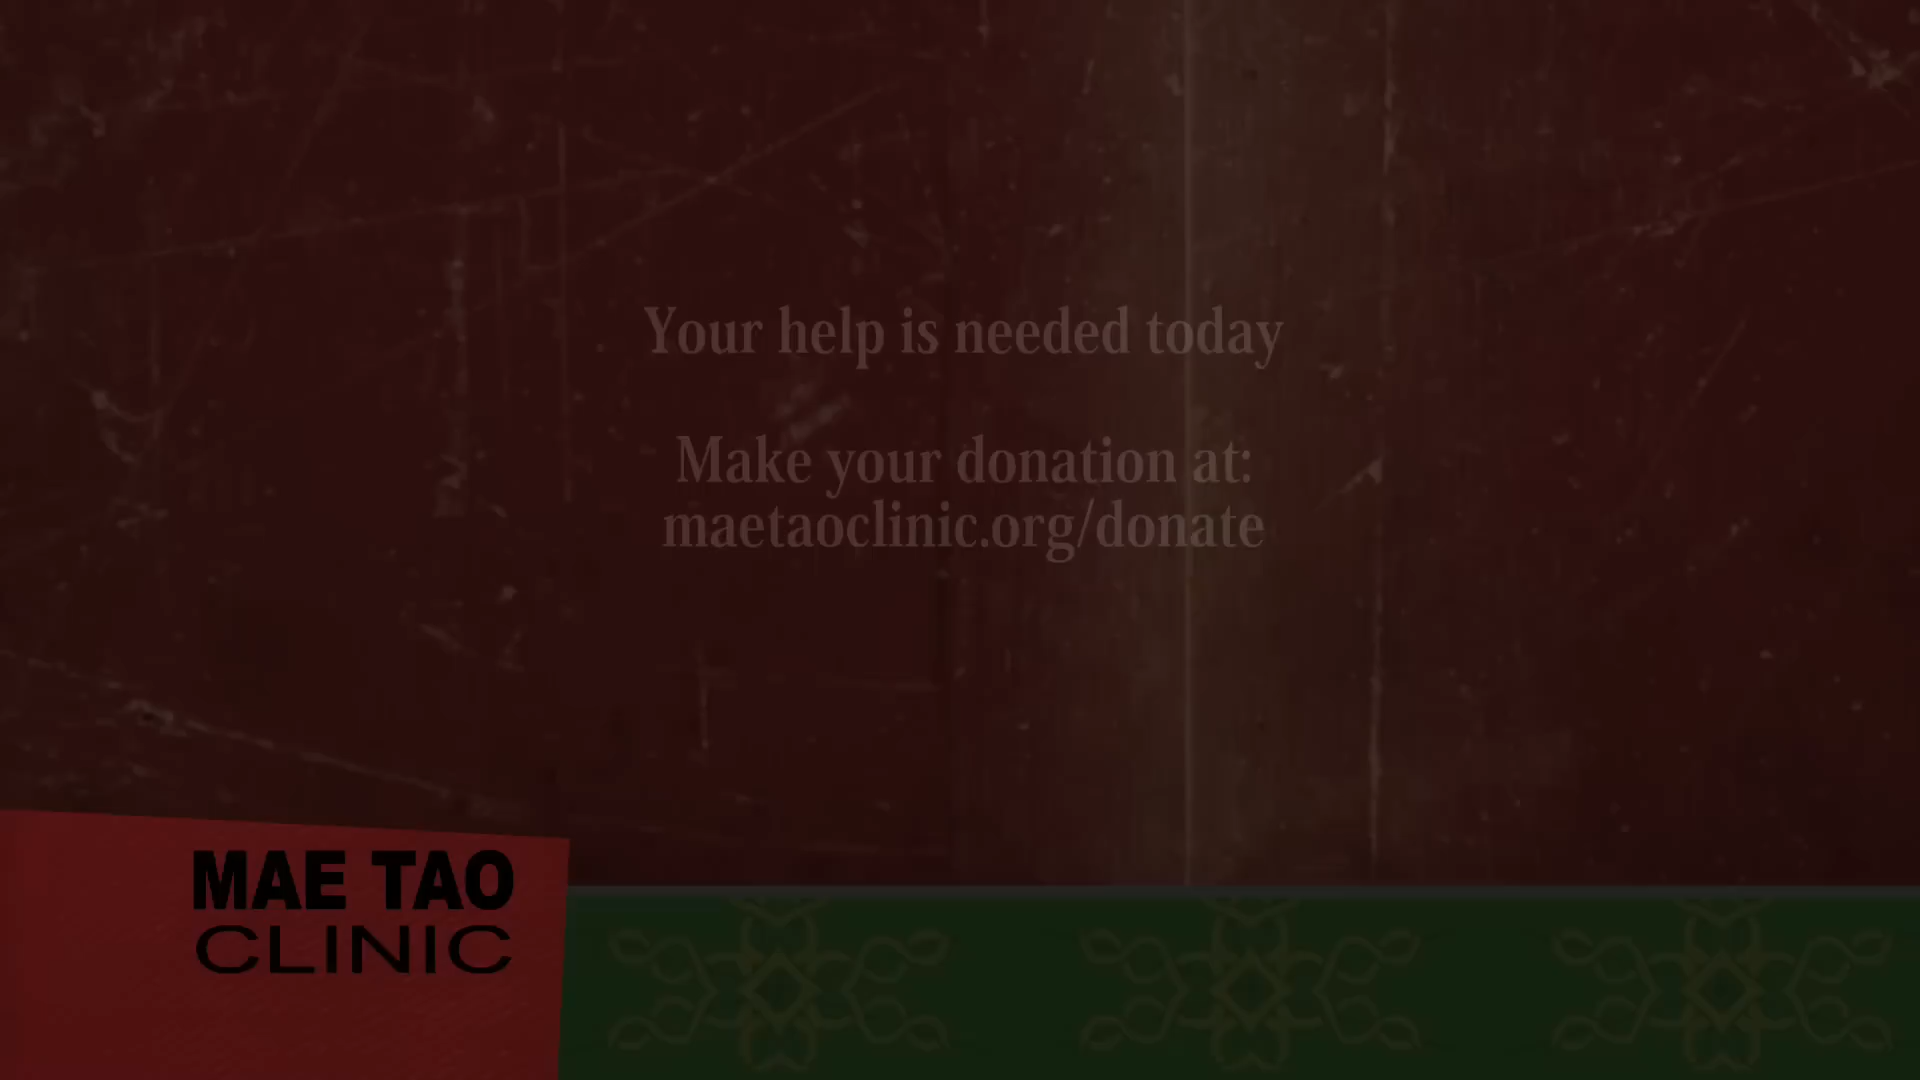 Your help is needed today
Make your donation at:
maetaoclinic.org/donate
MAE TAO
CLINIC